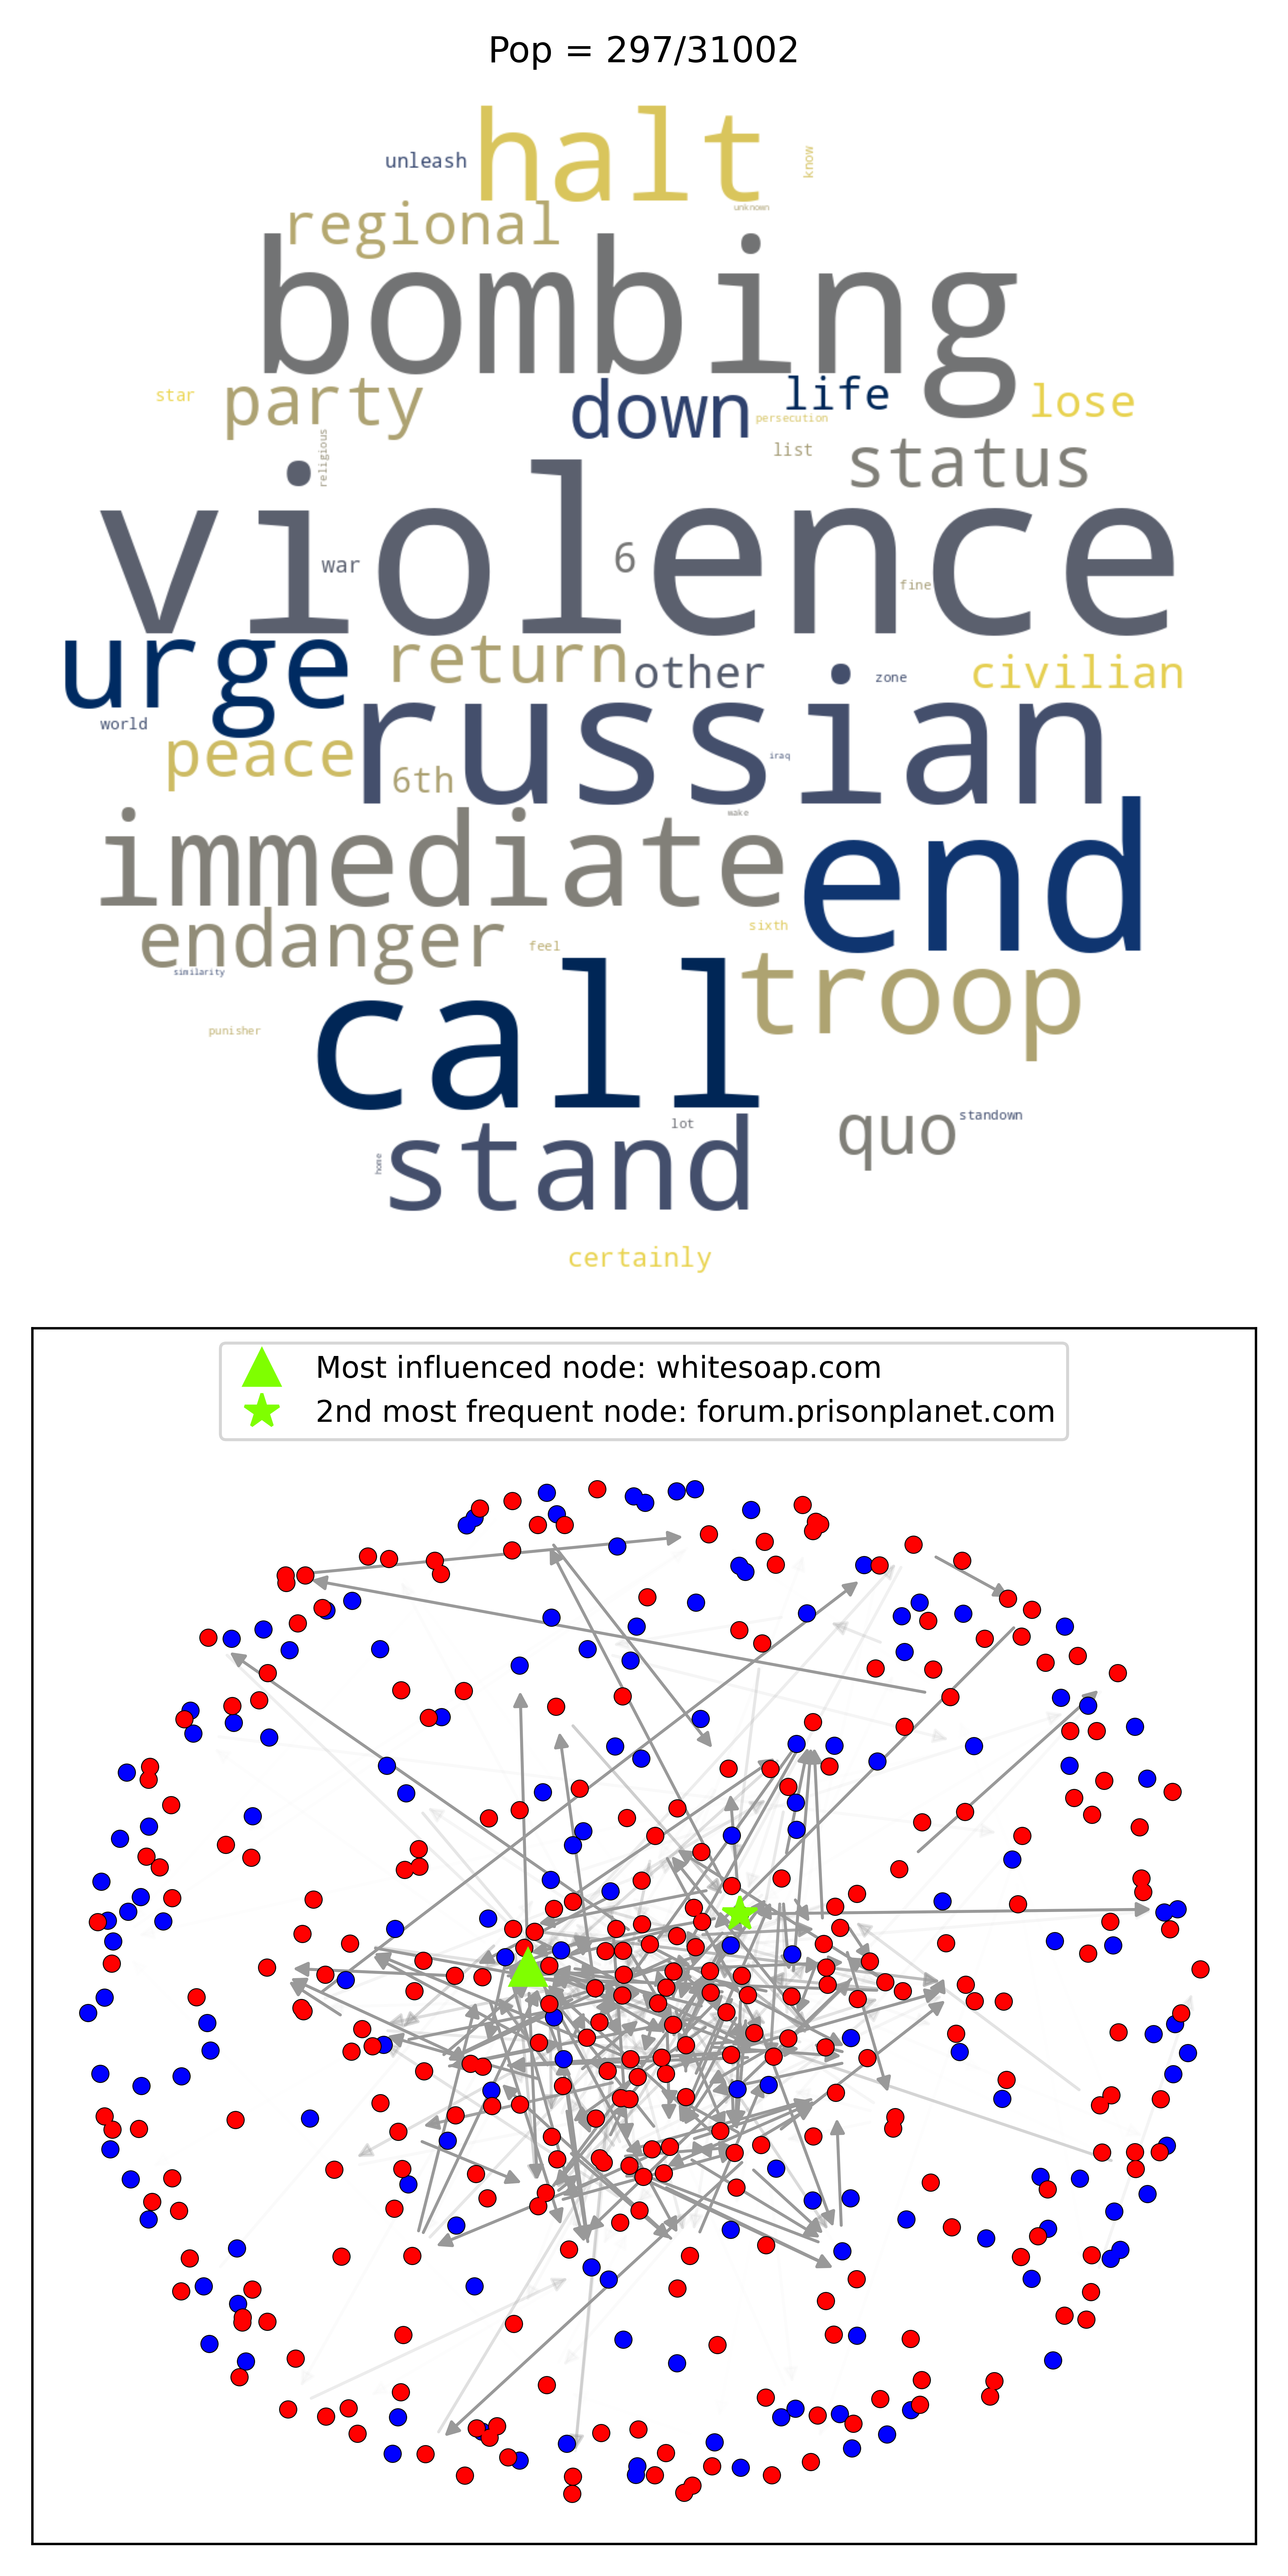 Pop = 297/31002
halt
unleash
know
unknown
regional
bombing
star
party
down
life
lose
persecution
list
religious
status
violence
war
6
fine
urge
return
other
zone
civilian
world
russian
peace
iraq
6th
wake
immediate
end
endanger
sixth
feel
similarity
call
troop
punisher
stand
lot
quo
standown
home
certainly
Most influenced node: whitesoap.com
2nd most frequent node: forum.prisonplanet.com